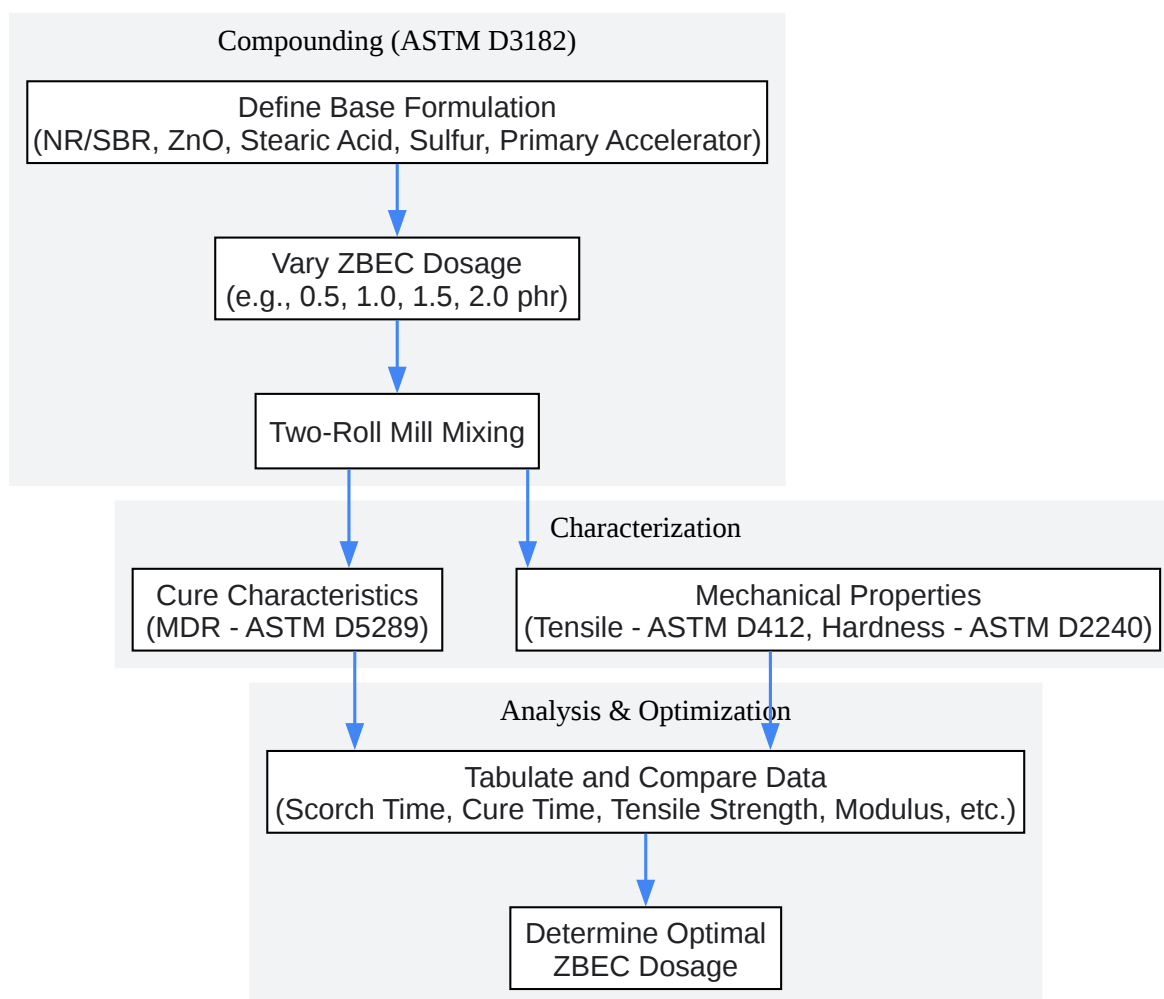 Compounding (ASTM D3182)
Define Base Formulation
(NR/SBR, ZnO, Stearic Acid, Sulfur, Primary Accelerator)
Vary ZBEC Dosage
(e.g., 0.5, 1.0, 1.5, 2.0 phr)
Two-Roll Mill Mixing
Characterization
Cure Characteristics
(MDR - ASTM D5289)
Mechanical Properties
(Tensile - ASTM D412, Hardness - ASTM D2240)
Analysis & Optimization
Tabulate and Compare Data
(Scorch Time, Cure Time, Tensile Strength, Modulus, etc.)
Determine Optimal
ZBEC Dosage